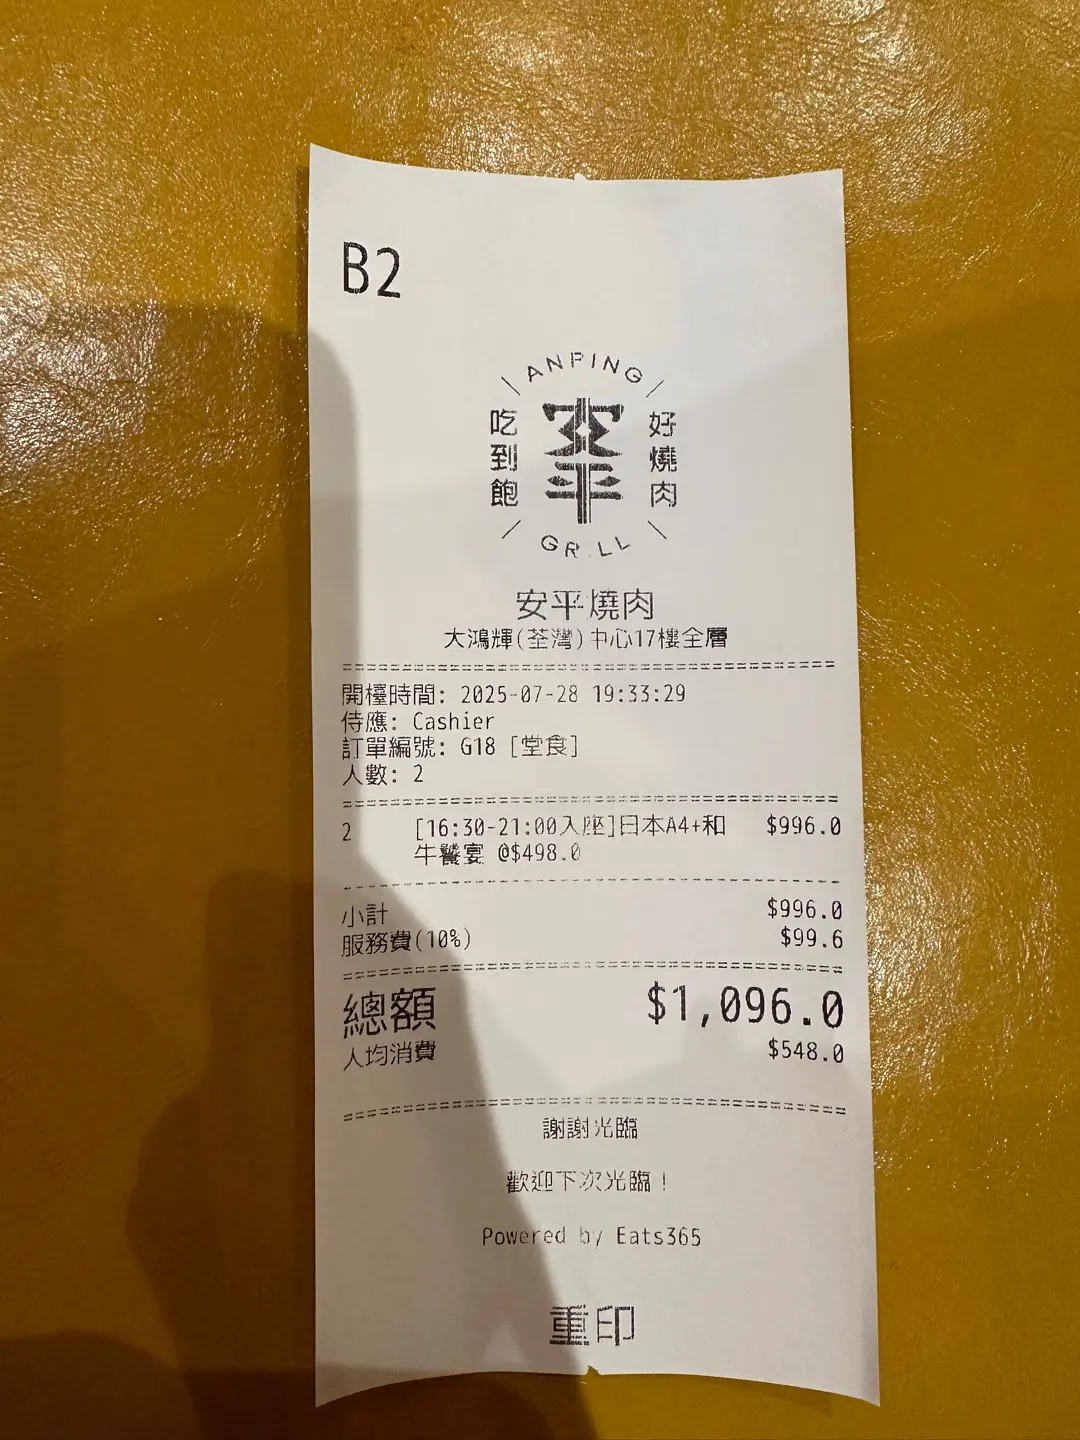 B2
ANPING
吃到飽
安平
好燒肉
GRILL
安平燒肉
大鴻輝(荃灣)中心17樓全層
開檯時間: 2025-07-28 19:33:29
侍應: Cashier
訂單編號: G18 [堂食]
人數: 2
2 [16:30-21:00入座]日本A4+和 $996.0
牛饗宴 @$498.0
小計 $996.0
服務費(10%) $99.6
總額 $1,096.0
人均消費 $548.0
謝謝光臨
歡迎下次光臨！
Powered by Eats365
重印